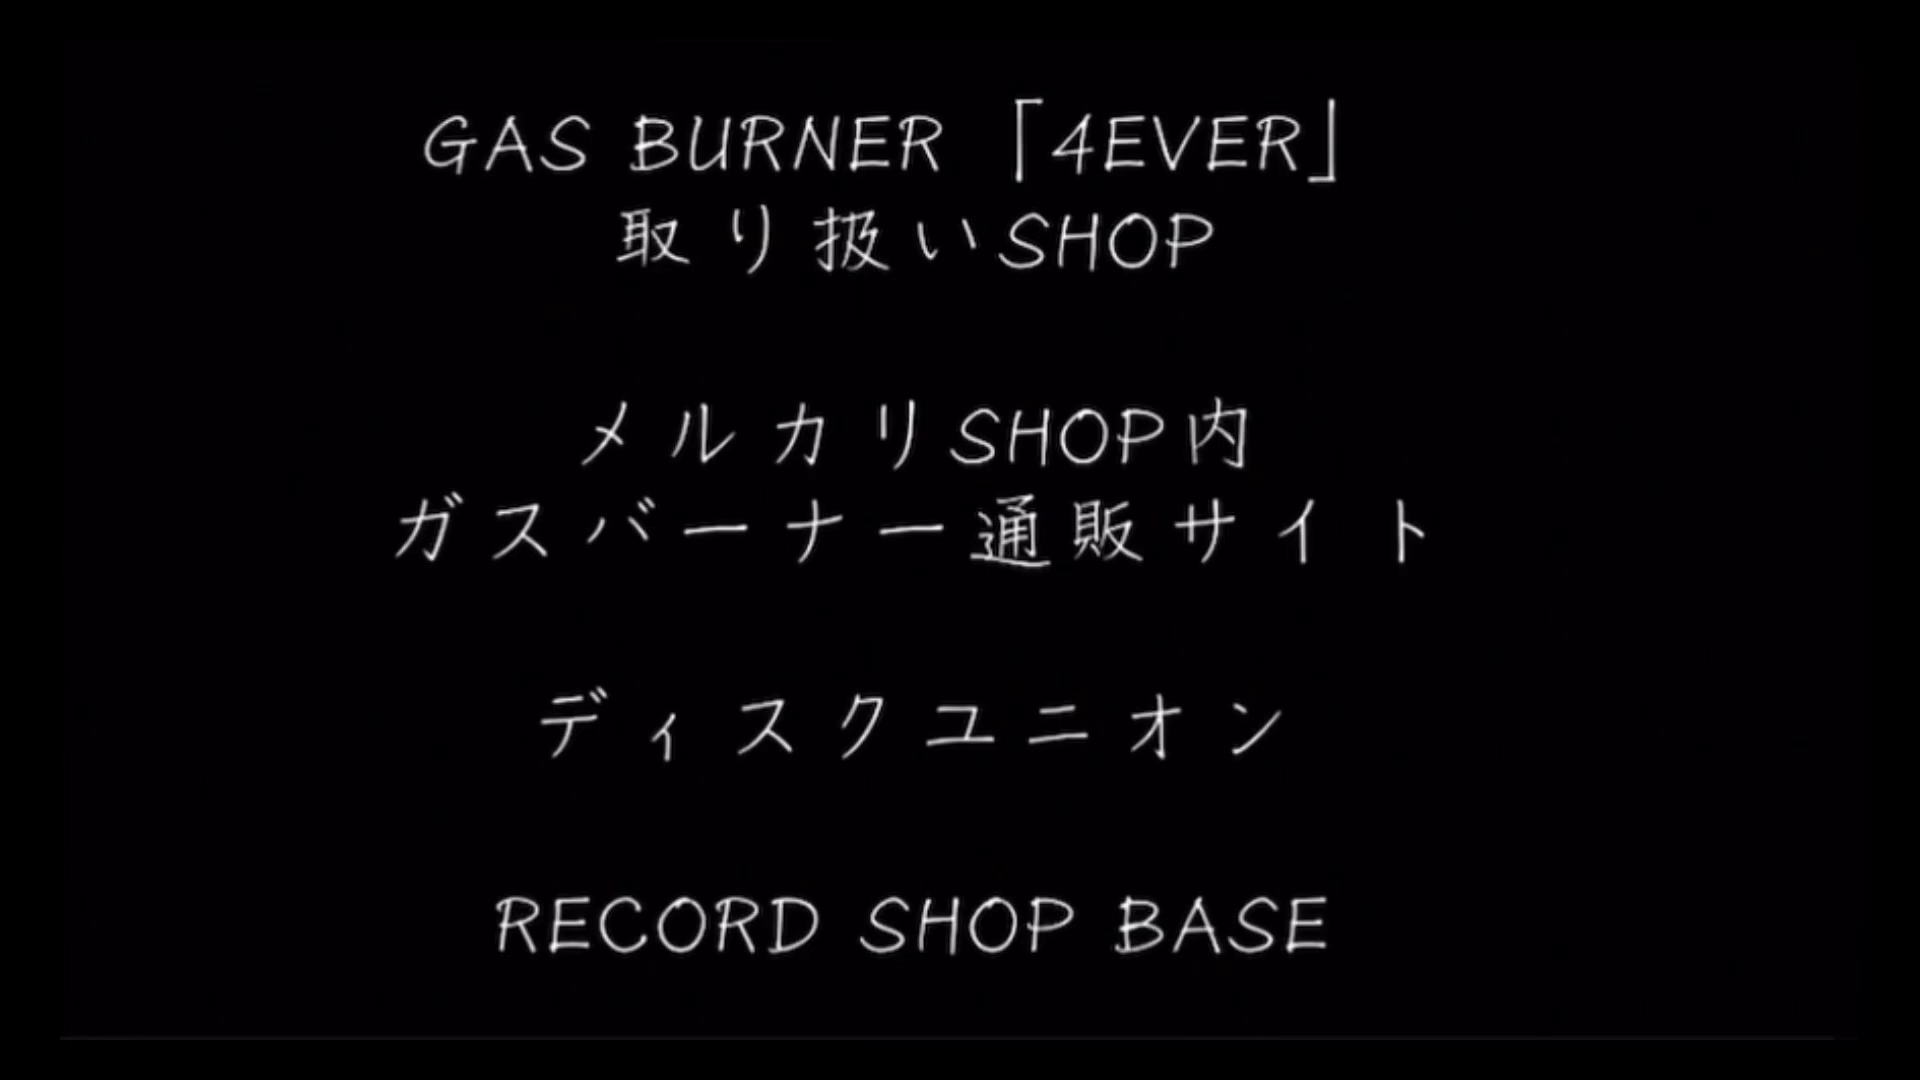 GAS BURNER「4EVER」
取り扱いSHOP
メルカリSHOP内
ガスバーナー通販サイト
ディスクユニオン
RECORD SHOP BASE